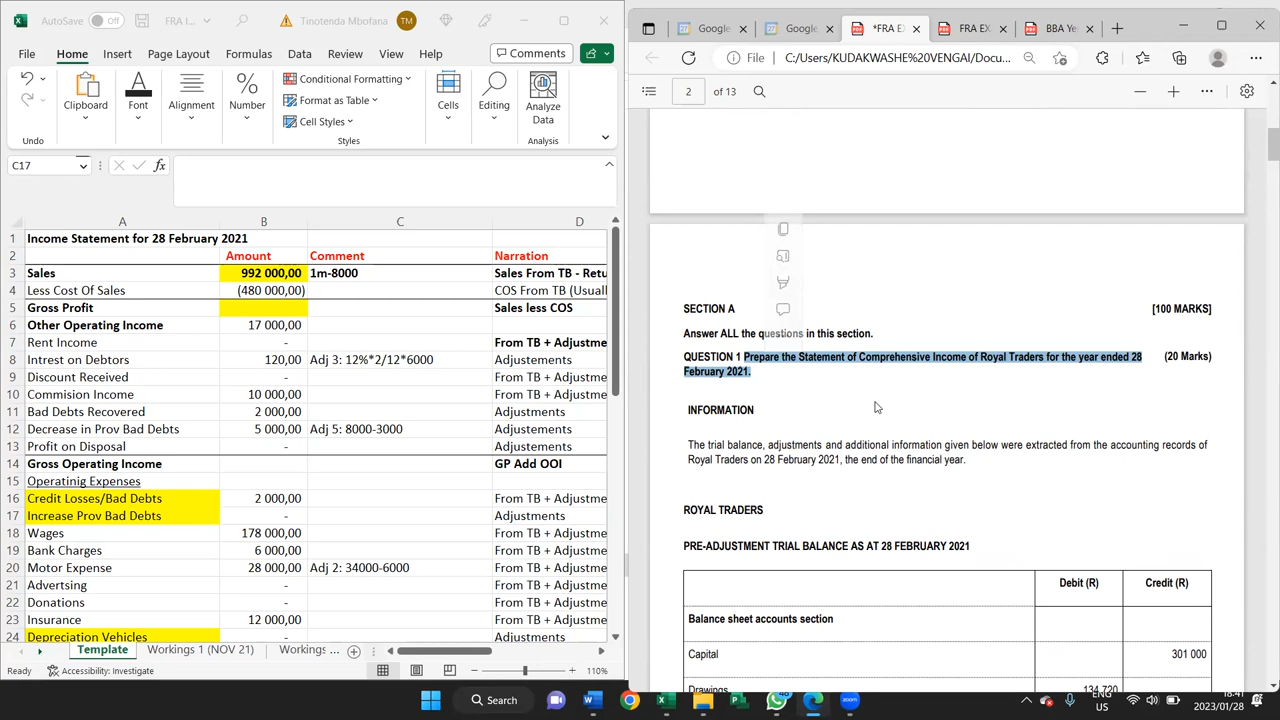 AutoSave Off FRA I... Tinotenda Mbofana TM
File Home Insert Page Layout Formulas Data Review View Help Comments
Clipboard Font Alignment Number Conditional Formatting Format as Table Cell Styles Cells Editing Analyze Data
Undo Styles Analysis
C17 fx
A B C D
1 Income Statement for 28 February 2021
2 Amount Comment Narration
3 Sales 992 000,00 1m-8000 Sales From TB - Retu
4 Less Cost Of Sales (480 000,00) COS From TB (Usual
5 Gross Profit Sales less COS
6 Other Operating Income 17 000,00
7 Rent Income - From TB + Adjustme
8 Intrest on Debtors 120,00 Adj 3: 12%*2/12*6000 Adjustements
9 Discount Received - From TB + Adjustme
10 Commision Income 10 000,00 From TB + Adjustme
11 Bad Debts Recovered 2 000,00 Adjustments
12 Decrease in Prov Bad Debts 5 000,00 Adj 5: 8000-3000 Adjustments
13 Profit on Disposal - Adjustements
14 Gross Operating Income GP Add OOI
15 Operatinig Expenses
16 Credit Losses/Bad Debts 2 000,00 From TB + Adjustme
17 Increase Prov Bad Debts - Adjustments
18 Wages 178 000,00 From TB + Adjustme
19 Bank Charges 6 000,00 From TB + Adjustme
20 Motor Expense 28 000,00 Adj 2: 34000-6000 From TB + Adjustme
21 Advertsing - From TB + Adjustme
22 Donations - From TB + Adjustme
23 Insurance 12 000,00 From TB + Adjustme
24 Depreciation Vehicles - Adjustments
Template Workings 1 (NOV 21) Workings ...
Ready Accessibility: Investigate 110%
Google Google *FRA EX FRA EX BBA Ye
File C:/Users/KUDAKWASHE%20VENGAI/Docu...
2 of 13
SECTION A [100 MARKS]
Answer ALL the questions in this section.
QUESTION 1 Prepare the Statement of Comprehensive Income of Royal Traders for the year ended 28 (20 Marks)
February 2021.
INFORMATION
The trial balance, adjustments and additional information given below were extracted from the accounting records of
Royal Traders on 28 February 2021, the end of the financial year.
ROYAL TRADERS
PRE-ADJUSTMENT TRIAL BALANCE AS AT 28 FEBRUARY 2021
Debit (R) Credit (R)
Balance sheet accounts section
Capital 301 000
Drawings 134 720
Search
ENG
US
18:41
2023/01/28